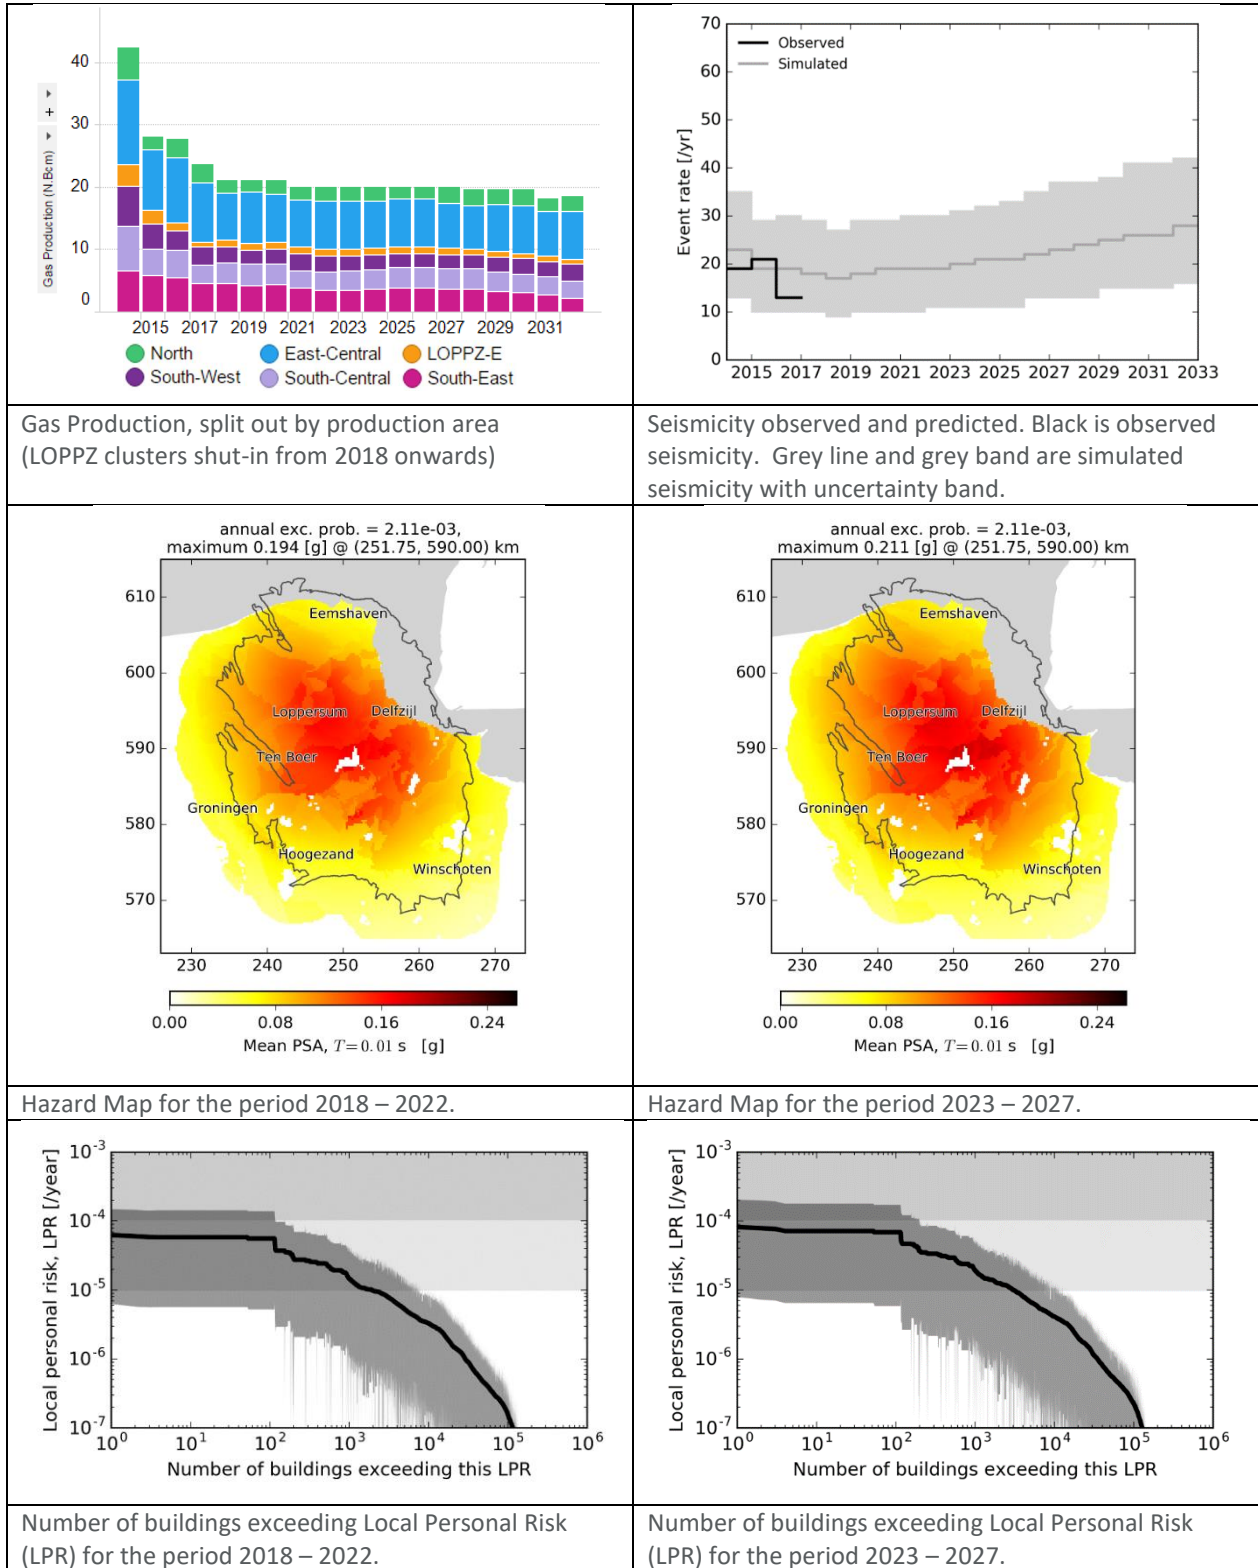 40
30
20
10
0
Gas Production (N.Bcm)
+
2015 2017 2019 2021 2023 2025 2027 2029 2031
North East-Central LOPPZ-E
South-West South-Central South-East
70
60
50
40
30
20
10
0
Event rate [/yr]
Observed
Simulated
2015 2017 2019 2021 2023 2025 2027 2029 2031 2033
Gas Production, split out by production area
(LOPPZ clusters shut-in from 2018 onwards)
Seismicity observed and predicted. Black is observed
seismicity. Grey line and grey band are simulated
seismicity with uncertainty band.
annual exc. prob. = 2.11e-03,
maximum 0.194 [g] @ (251.75, 590.00) km
610
600
590
580
570
Eemshaven
Loppersum Delfzijl
Ten Boer
Groningen
Hoogezand
Winschoten
230 240 250 260 270
0.00 0.08 0.16 0.24
Mean PSA, T=0.01 s [g]
annual exc. prob. = 2.11e-03,
maximum 0.211 [g] @ (251.75, 590.00) km
610
600
590
580
570
Eemshaven
Loppersum Delfzijl
Ten Boer
Groningen
Hoogezand
Winschoten
230 240 250 260 270
0.00 0.08 0.16 0.24
Mean PSA, T=0.01 s [g]
Hazard Map for the period 2018 – 2022.
Hazard Map for the period 2023 – 2027.
Local personal risk, LPR [/year]
10⁻³
10⁻⁴
10⁻⁵
10⁻⁶
10⁻⁷
10⁰ 10¹ 10² 10³ 10⁴ 10⁵ 10⁶
Number of buildings exceeding this LPR
Local personal risk, LPR [/year]
10⁻³
10⁻⁴
10⁻⁵
10⁻⁶
10⁻⁷
10⁰ 10¹ 10² 10³ 10⁴ 10⁵ 10⁶
Number of buildings exceeding this LPR
Number of buildings exceeding Local Personal Risk
(LPR) for the period 2018 – 2022.
Number of buildings exceeding Local Personal Risk
(LPR) for the period 2023 – 2027.